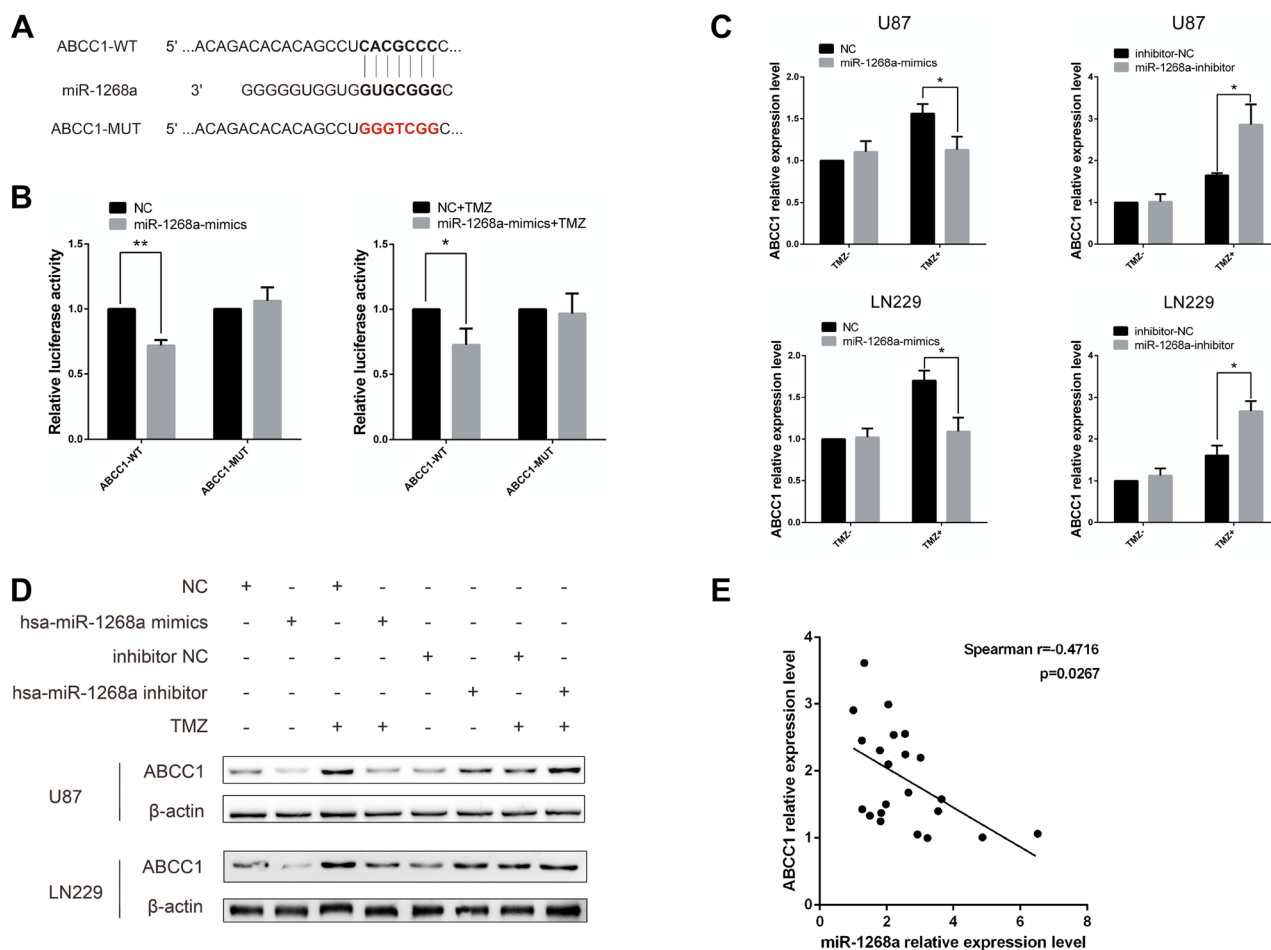 A
ABCC1-WT 5' ...ACAGACACACAGCCUCACGCCCC...
miR-1268a 3' GGGGGUGGUGGUGCGGGC
ABCC1-MUT 5' ...ACAGACACACAGCCUGGGTCGGC...
B
NC
miR-1268a-mimics
Relative luciferase activity
1.5
1.0
0.5
0.0
**
ABCC1-WT
ABCC1-MUT
NC+TMZ
miR-1268a-mimics+TMZ
Relative luciferase activity
1.5
1.0
0.5
0.0
*
ABCC1-WT
ABCC1-MUT
C
U87
NC
miR-1268a-mimics
ABCC1 relative expression level
2.0
1.5
1.0
0.5
0.0
*
TMZ-
TMZ+
U87
inhibitor-NC
miR-1268a-inhibitor
ABCC1 relative expression level
4
3
2
1
0
*
TMZ-
TMZ+
LN229
NC
miR-1268a-mimics
ABCC1 relative expression level
2.0
1.5
1.0
0.5
0.0
*
TMZ-
TMZ+
LN229
inhibitor-NC
miR-1268a-inhibitor
ABCC1 relative expression level
4
3
2
1
0
*
TMZ-
TMZ+
D
NC + - + - - - - -
hsa-miR-1268a mimics - + - + - - - -
inhibitor NC - - - - + - + -
hsa-miR-1268a inhibitor - - - - - + - +
TMZ - - + + - - + +
U87
ABCC1
β-actin
LN229
ABCC1
β-actin
E
Spearman r=-0.4716
p=0.0267
ABCC1 relative expression level
4
3
2
1
0
0 2 4 6 8
miR-1268a relative expression level